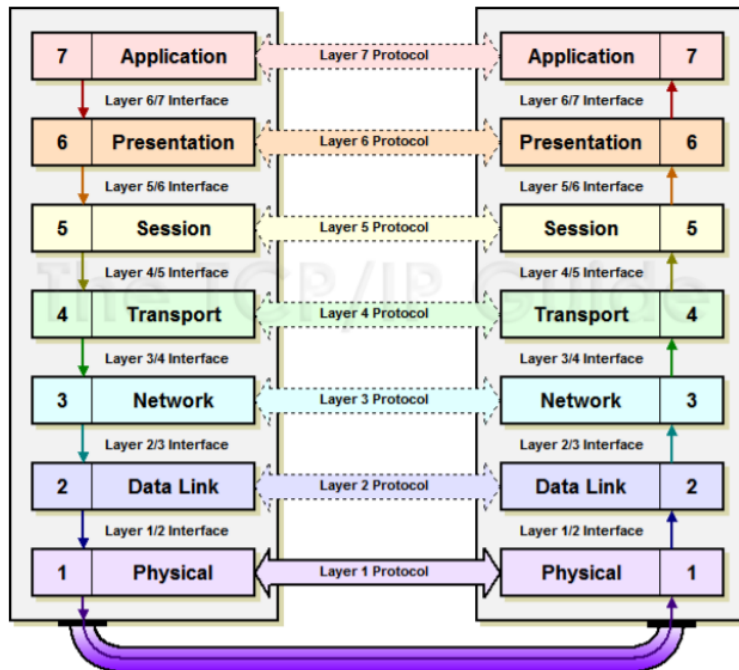 7 Application Layer 7 Protocol Application 7
Layer 6/7 Interface Layer 6/7 Interface
6 Presentation Layer 6 Protocol Presentation 6
Layer 5/6 Interface Layer 5/6 Interface
5 Session Layer 5 Protocol Session 5
The TCP/IP Guide
Layer 4/5 Interface Layer 4/5 Interface
4 Transport Layer 4 Protocol Transport 4
Layer 3/4 Interface Layer 3/4 Interface
3 Network Layer 3 Protocol Network 3
Layer 2/3 Interface Layer 2/3 Interface
2 Data Link Layer 2 Protocol Data Link 2
Layer 1/2 Interface Layer 1/2 Interface
1 Physical Layer 1 Protocol Physical 1